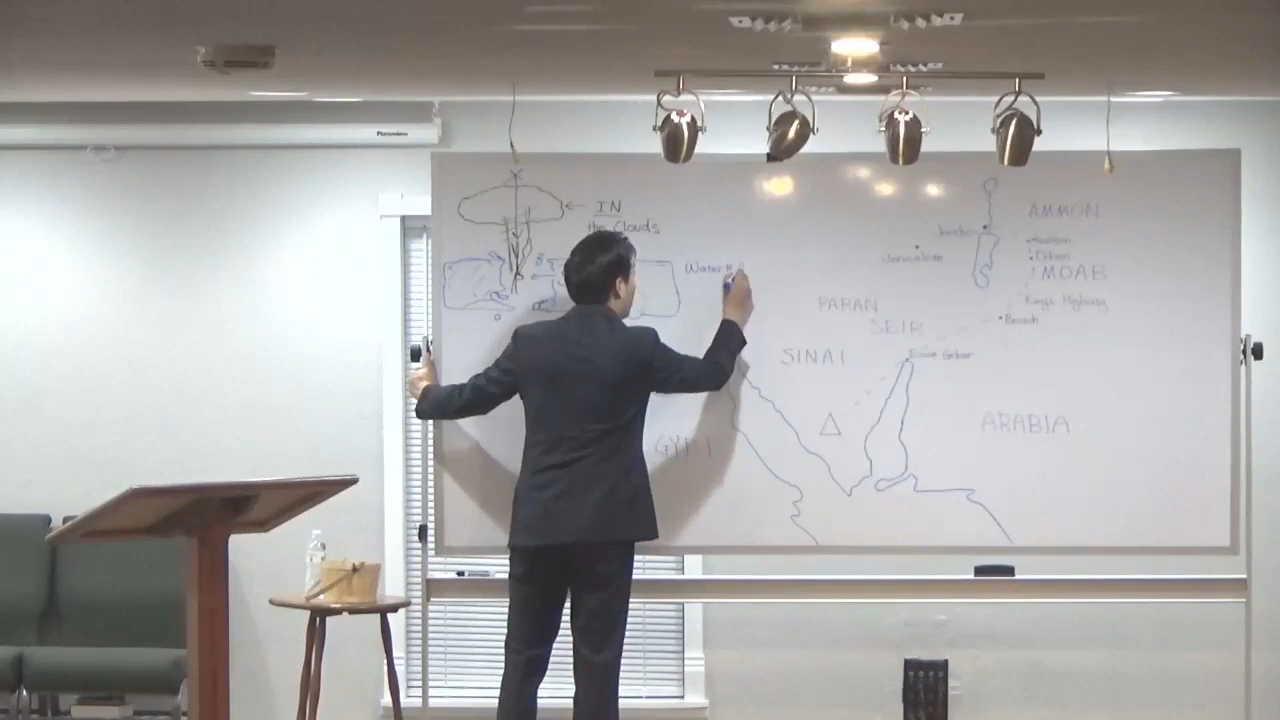 IN
the Clouds
Water
AMMON
Jordan
Jerusalem
Heshbon
Dibon
MOAB
King's Highway
Bozrah
PARAN
SEIR
SINAI
Ezion Geber
ARABIA
GYPT